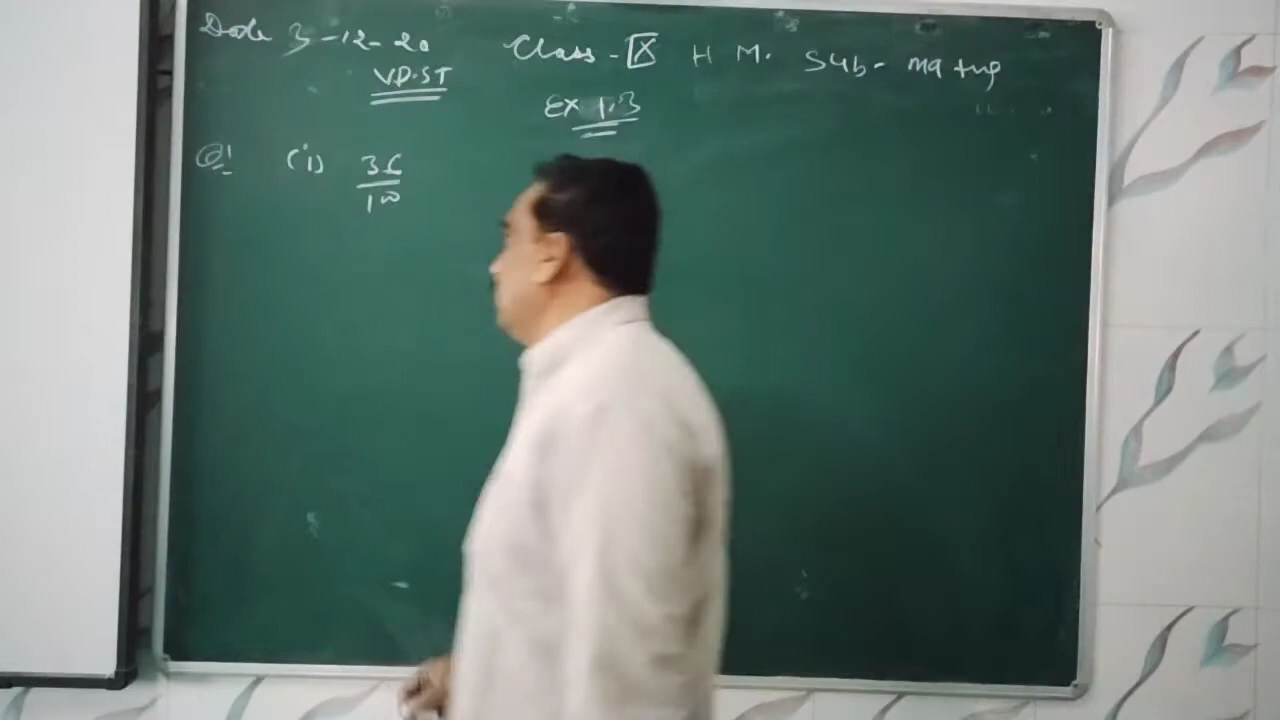 Date 3-12-20 Class - IX H M. Sub- maths
VD.ST
Ex 1.3
Q1 (i) 36/100